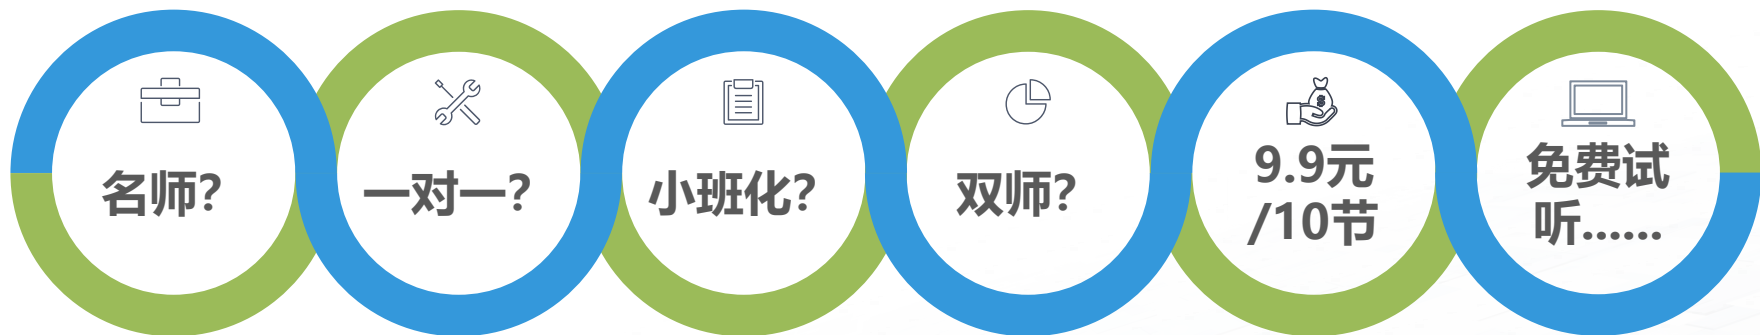 名师?
一对一?
小班化?
双师?
9.9元
/10节
免费试
听......